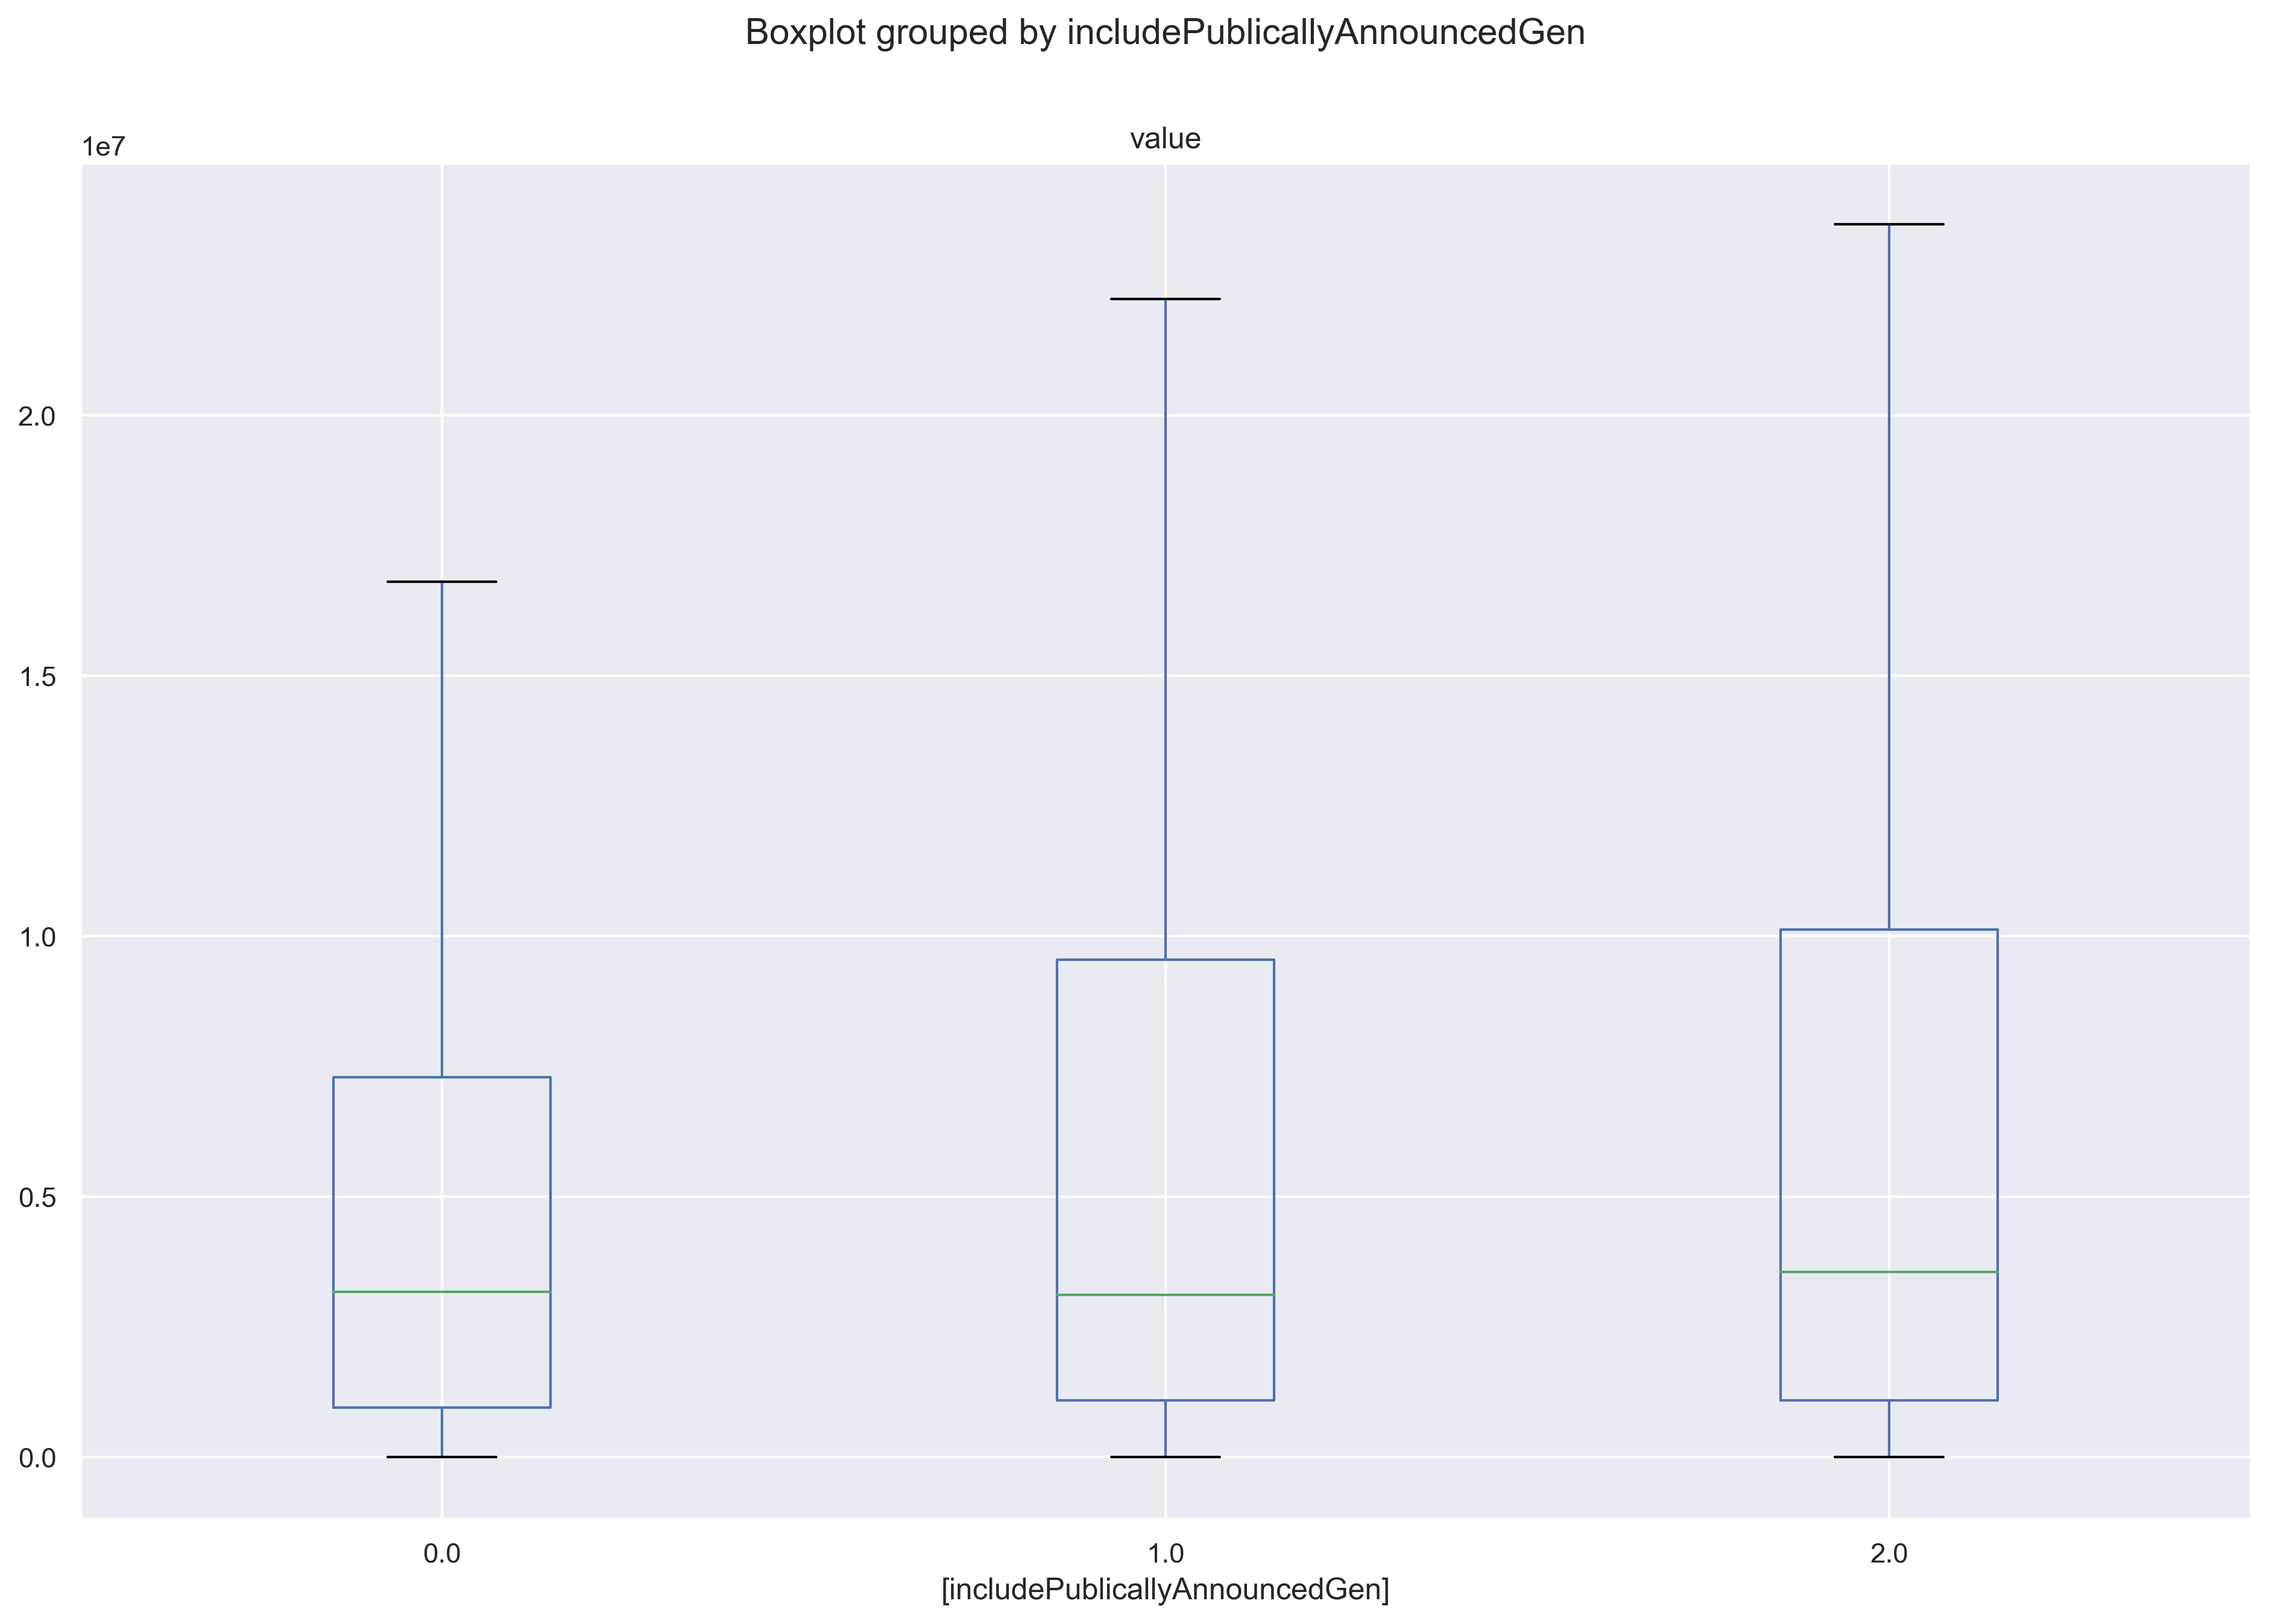 Boxplot grouped by includePublicallyAnnouncedGen
value
1e7
2.0
1.5
1.0
0.5
0.0
0.0 1.0 2.0
[includePublicallyAnnouncedGen]